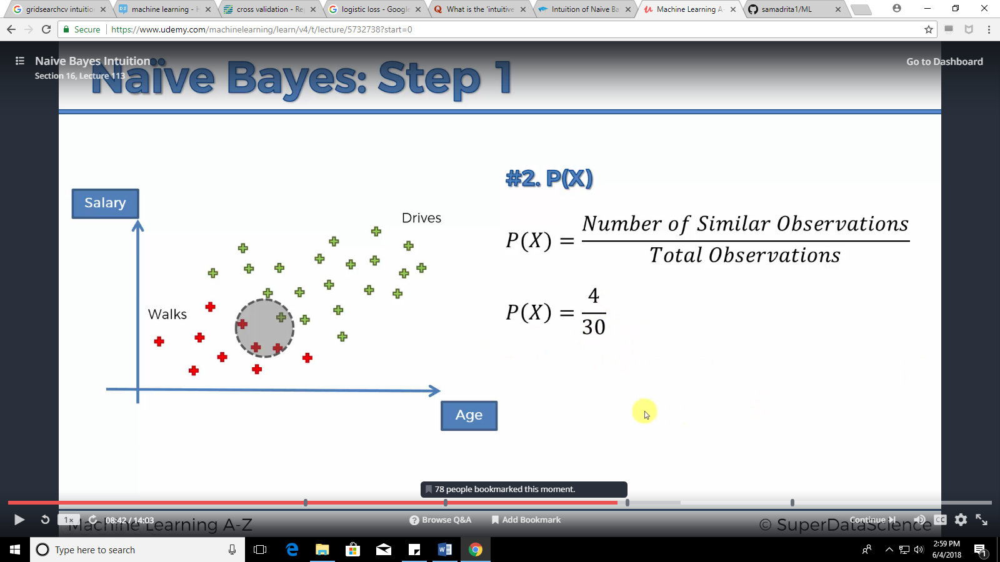 gridsearchcv intuitio
machine learning - H
cross validation - Re
logistic loss - Google
What is the 'intuitive
Intuition of Naive Ba
Machine Learning A-
samadrita1/ML
Secure
https://www.udemy.com/machinelearning/learn/v4/t/lecture/5732738?start=0
Naive Bayes Intuition
Section 16, Lecture 113
Go to Dashboard
Naïve Bayes: Step 1
#2. P(X)
Salary
Drives
Walks
Age
P(X) = Number of Similar Observations
Total Observations
P(X) = 4
30
78 people bookmarked this moment.
1x
08:42 / 14:03
Browse Q&A
Add Bookmark
Continue
CC
Machine Learning A-Z
© SuperDataScience
Type here to search
2:59 PM
6/4/2018
1